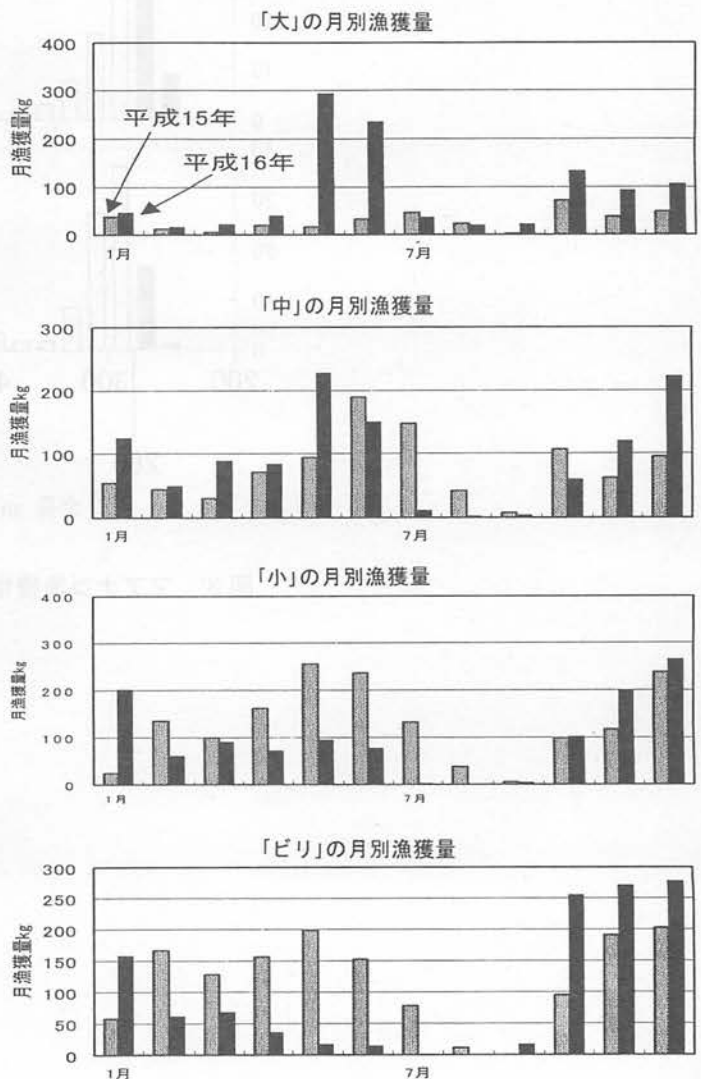 「大」の月別漁獲量
月漁獲量kg
400
300
200
100
0
平成15年
平成16年
1月
7月
「中」の月別漁獲量
月漁獲量kg
300
200
100
0
1月
7月
「小」の月別漁獲量
月漁獲量kg
400
300
200
100
0
1月
7月
「ビリ」の月別漁獲量
月漁獲量kg
300
250
200
150
100
50
0
1月
7月